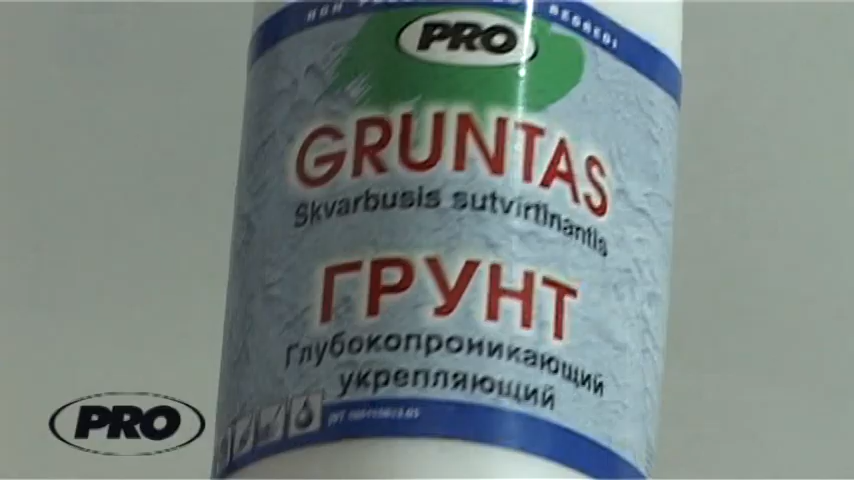 PRO
GRUNTAS
Skvarbusis sutvirtinantis
ГРУНТ
Глубокопроникающий
укрепляющий
PRO